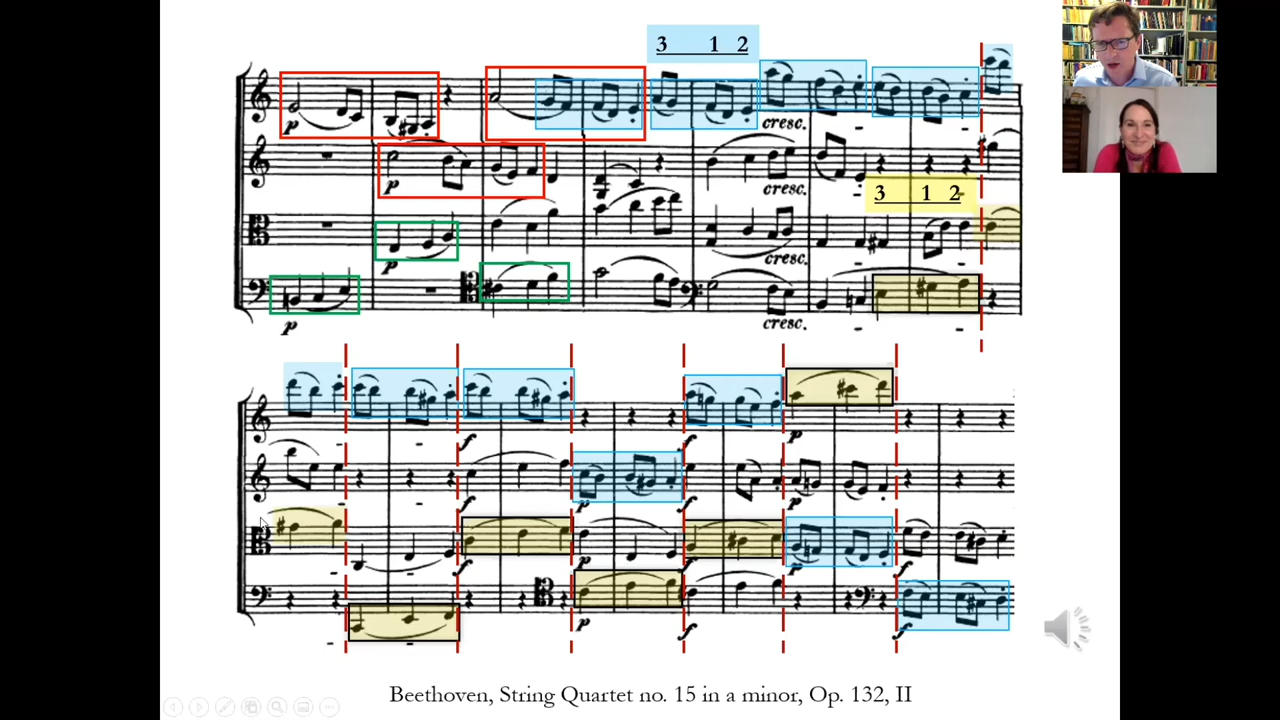 3 1 2
p
cresc.
p
cresc.
3 1 2
p
cresc.
p
cresc.
f f p
f p f p
f p f p f
p f f
Beethoven, String Quartet no. 15 in a minor, Op. 132, II